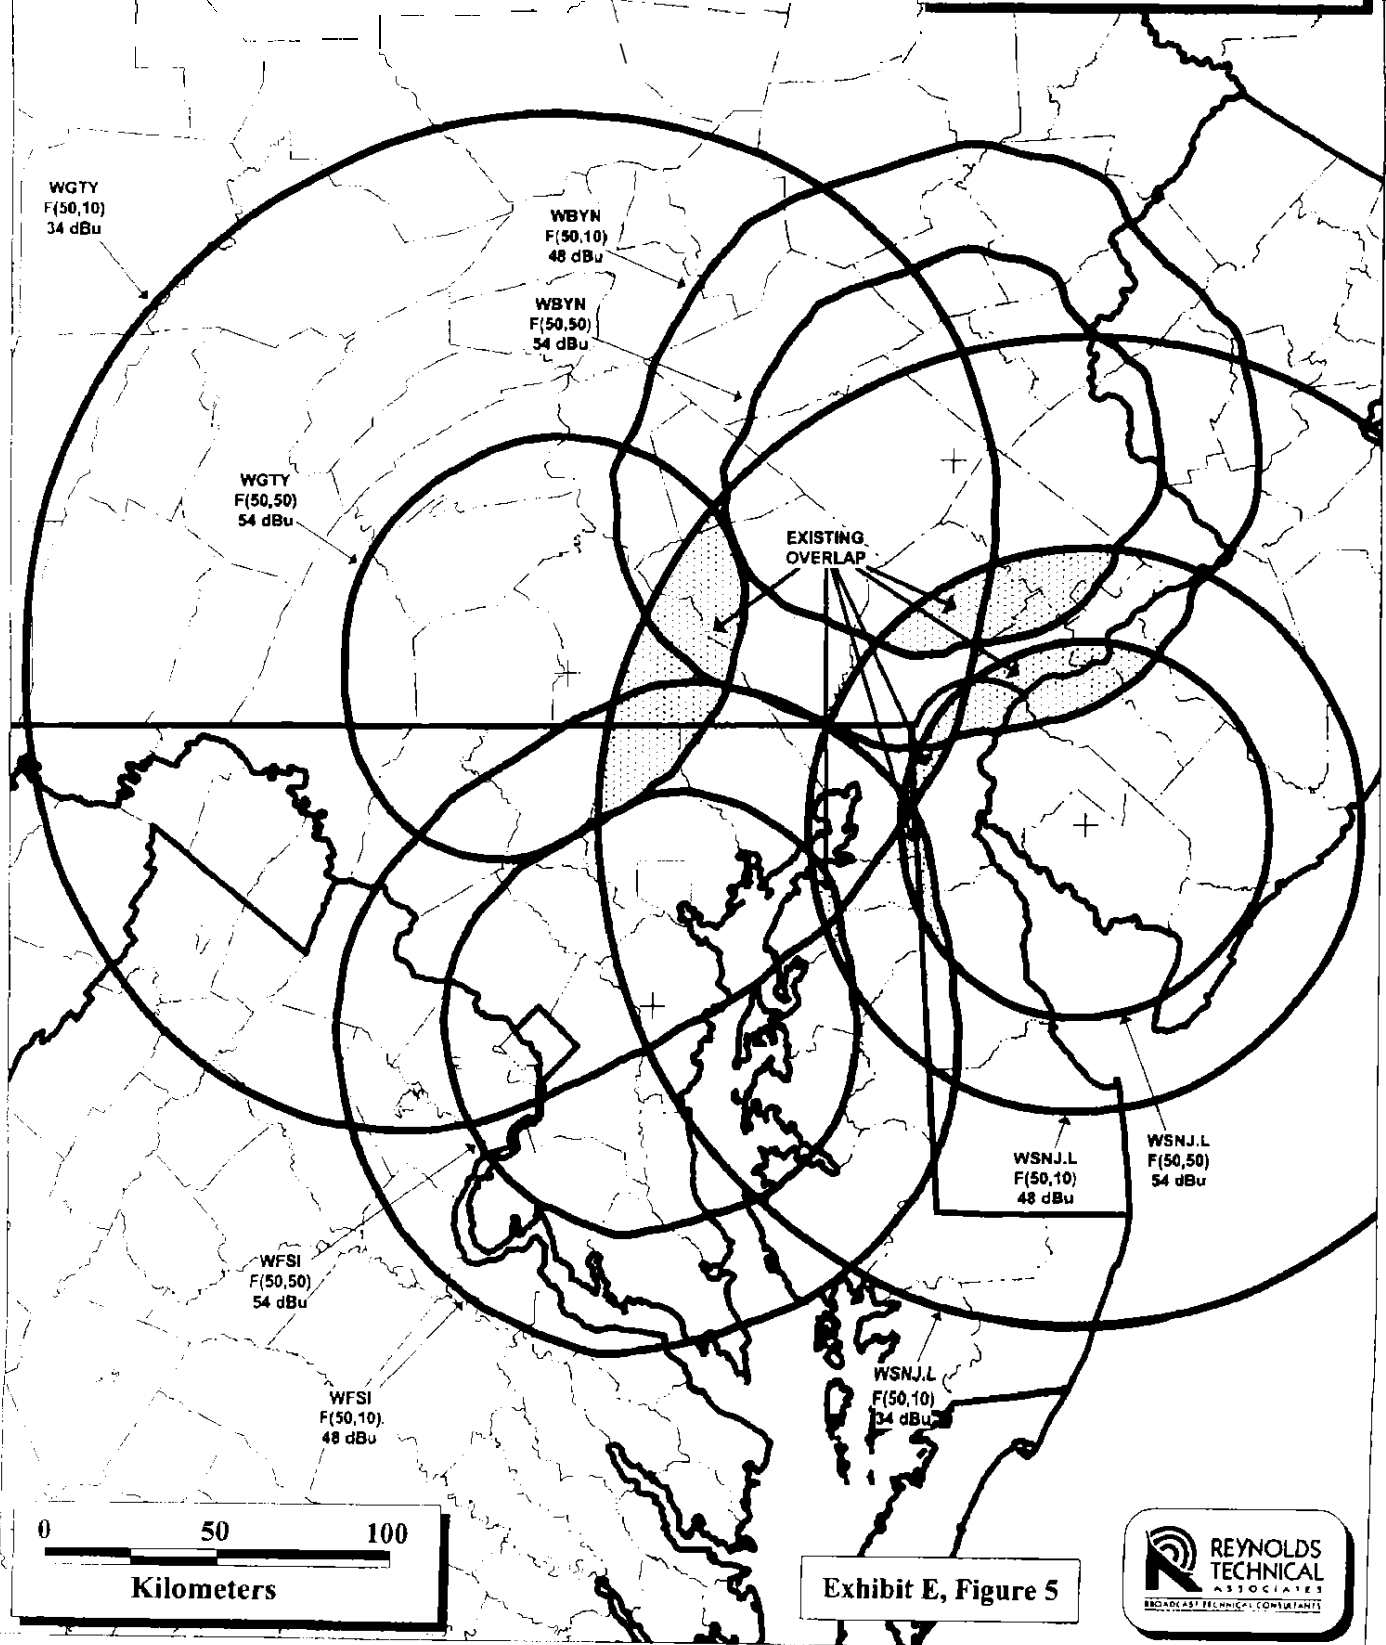 WGTY
F(50,10)
34 dBu
WBYN
F(50,10)
48 dBu
WBYN
F(50,50)
54 dBu
WGTY
F(50,50)
54 dBu
EXISTING
OVERLAP
WSNJ.L
F(50,10)
48 dBu
WSNJ.L
F(50,50)
54 dBu
WFSI
F(50,50)
54 dBu
WSNJ.L
F(50,10)
34 dBu
WFSI
F(50,10)
48 dBu
0 50 100
Kilometers
Exhibit E, Figure 5
REYNOLDS
TECHNICAL
ASSOCIATES
BROADCAST TECHNICAL CONSULTANTS